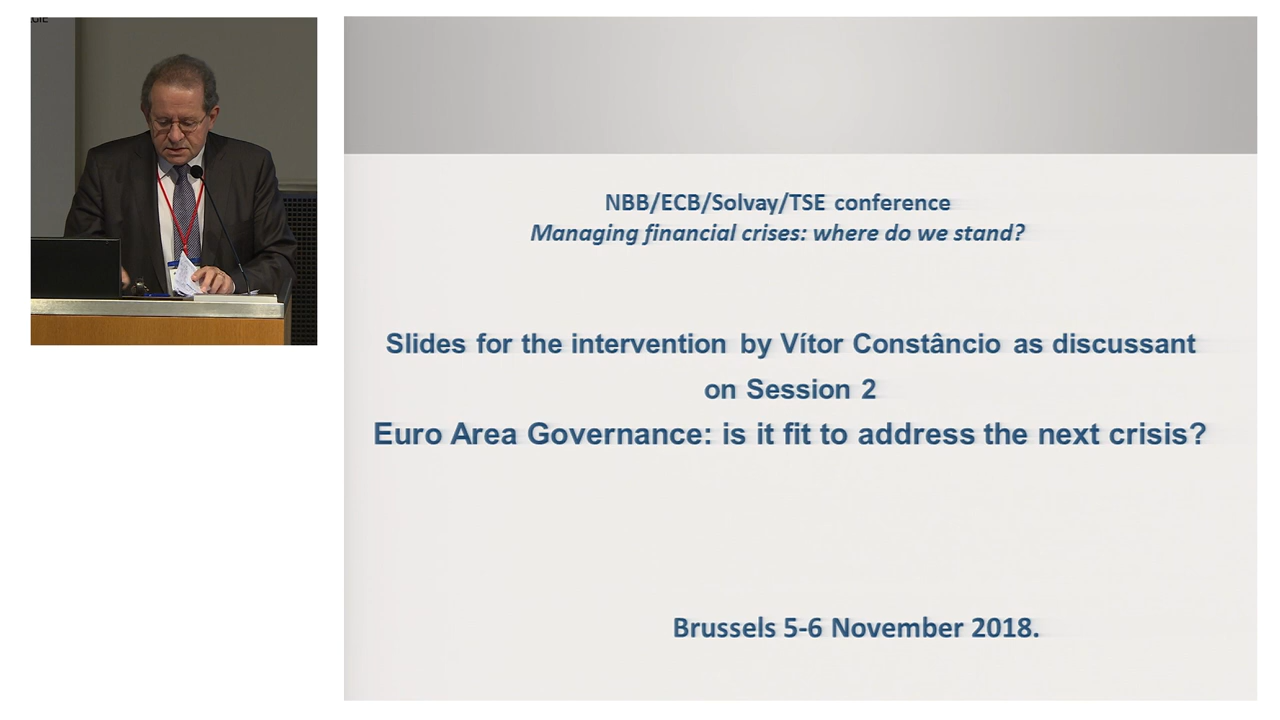 NBB/ECB/Solvay/TSE conference
Managing financial crises: where do we stand?
Slides for the intervention by Vítor Constâncio as discussant
on Session 2
Euro Area Governance: is it fit to address the next crisis?
Brussels 5-6 November 2018.